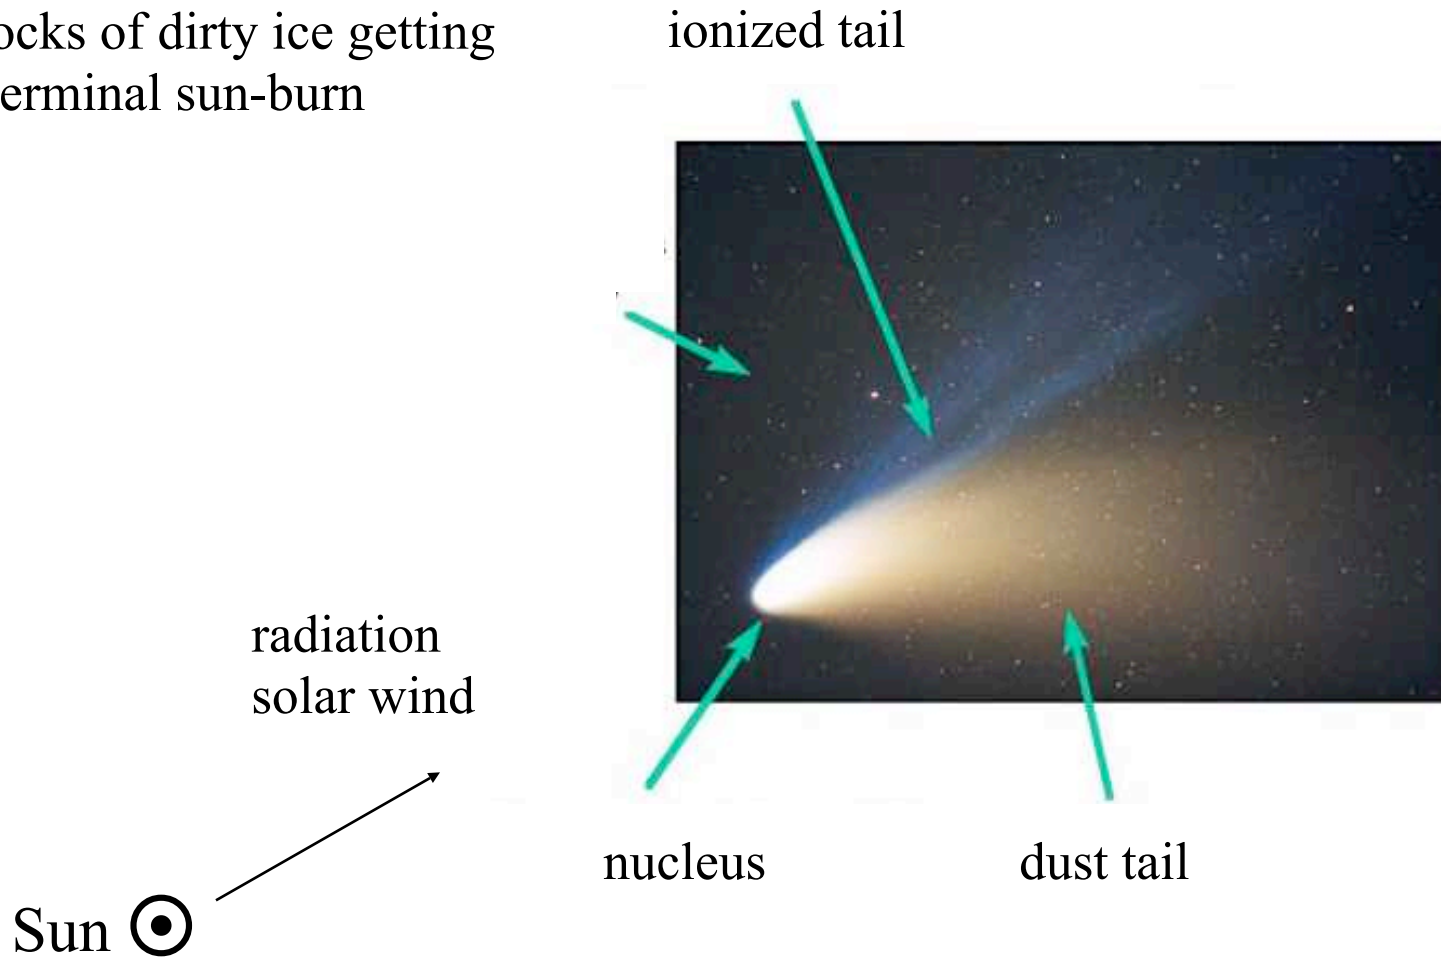 ocks of dirty ice getting
erminal sun-burn
ionized tail
radiation
solar wind
nucleus
dust tail
Sun